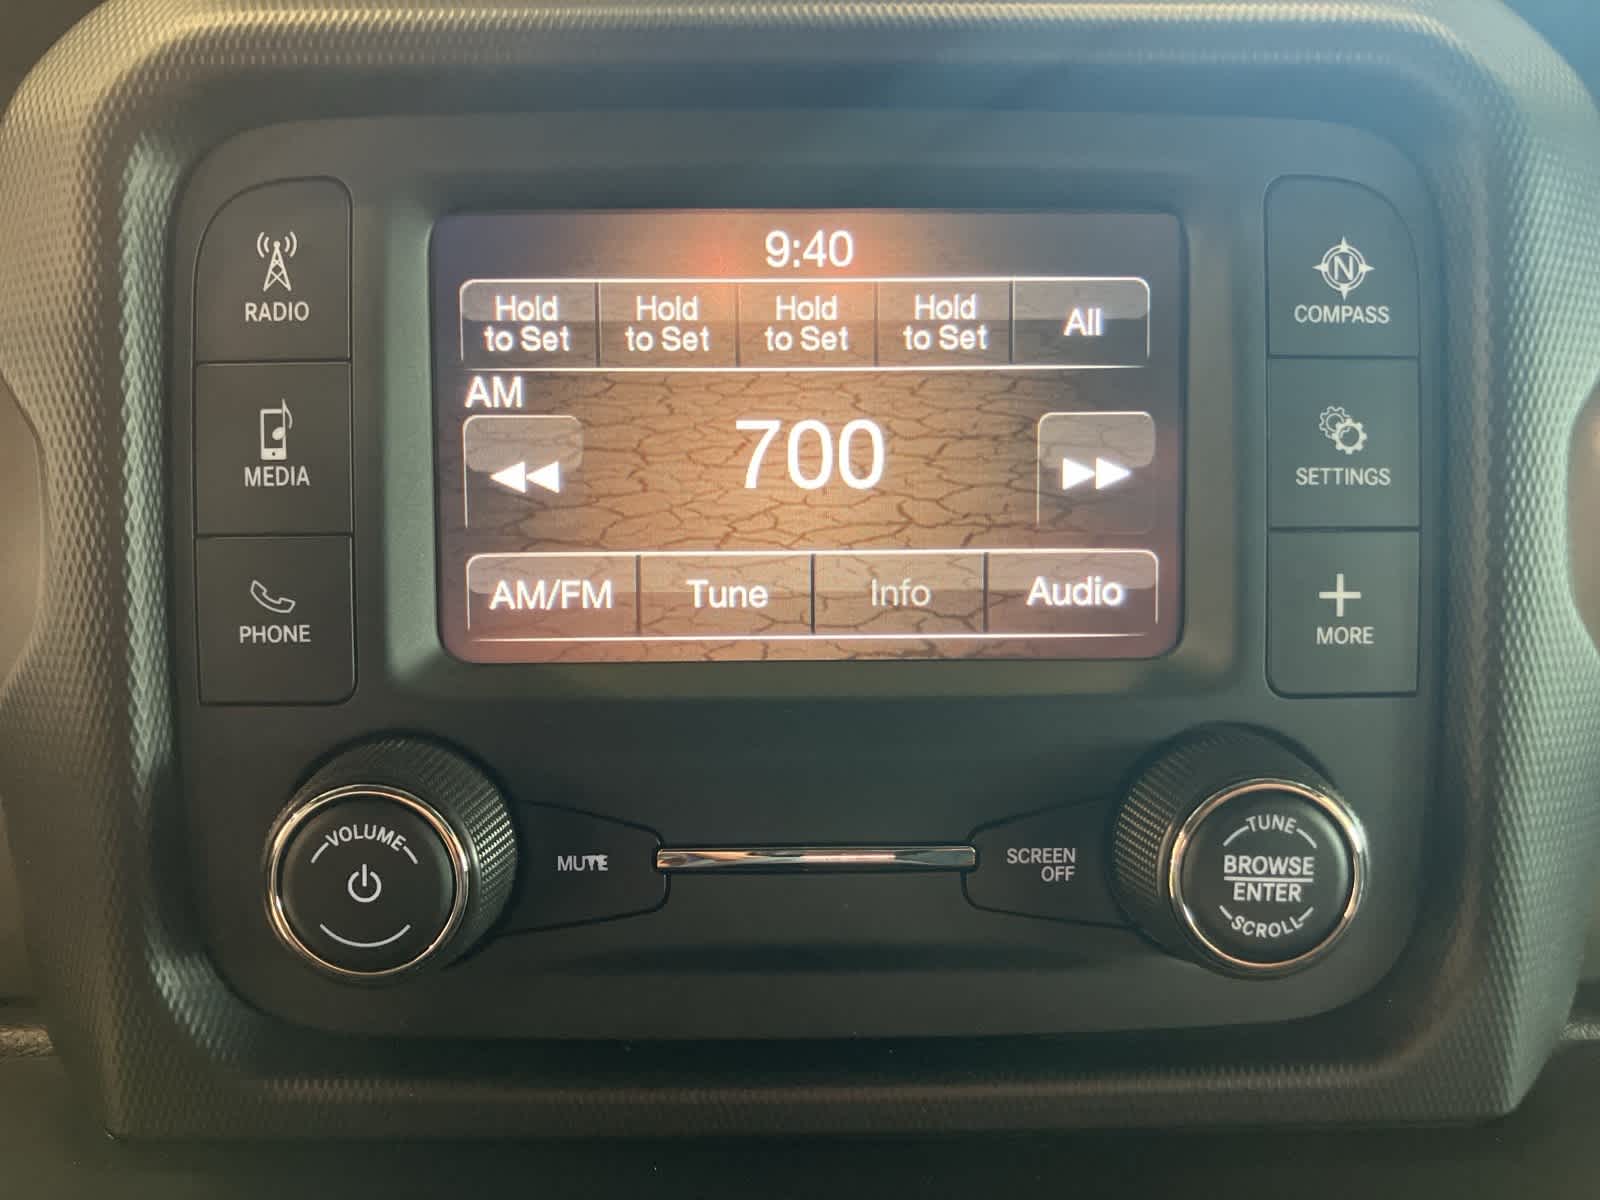 9:40
Hold to Set
Hold to Set
Hold to Set
Hold to Set
All
AM
700
AM/FM
Tune
Info
Audio
RADIO
MEDIA
PHONE
N
COMPASS
SETTINGS
MORE
VOLUME
MUTE
SCREEN
OFF
TUNE
BROWSE
ENTER
SCROLL